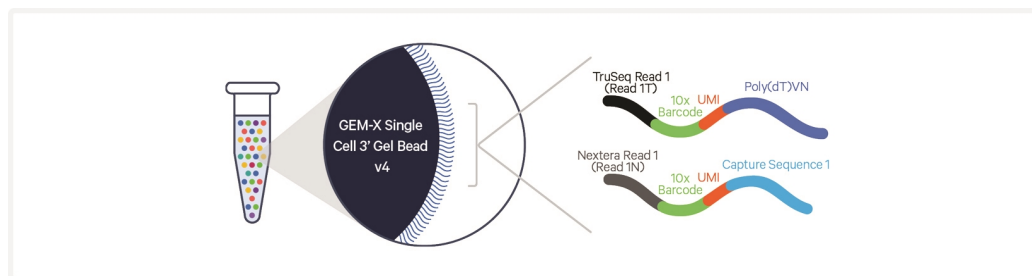 GEM-X Single
Cell 3' Gel Bead
v4
TruSeq Read 1
(Read 1T)
10x
Barcode
UMI
Poly(dT)VN
Nextera Read 1
(Read 1N)
10x
Barcode
UMI
Capture Sequence 1